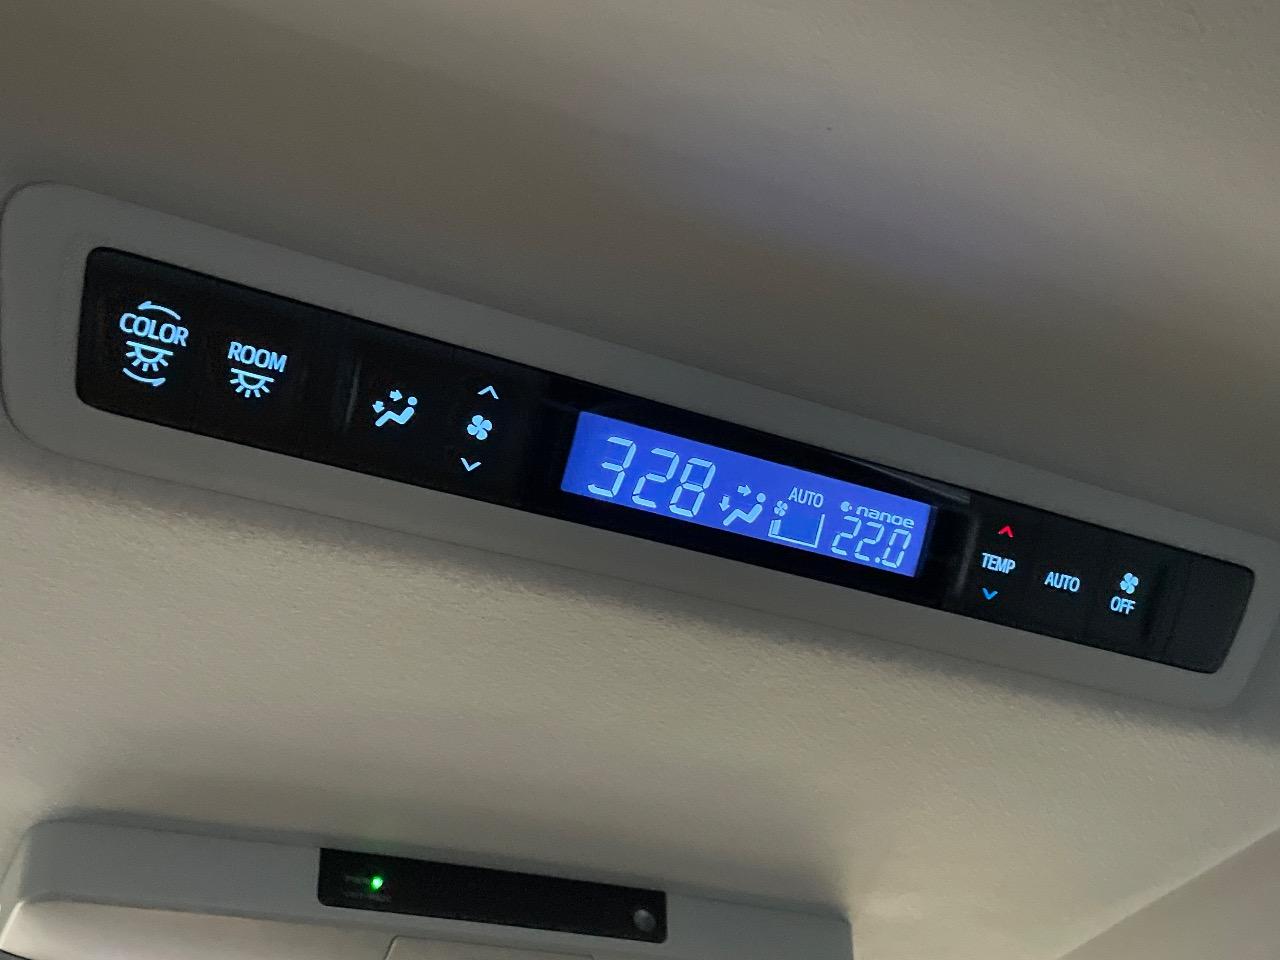 COLOR
ROOM
328
AUTO
nanoe
22.0
TEMP
AUTO
OFF